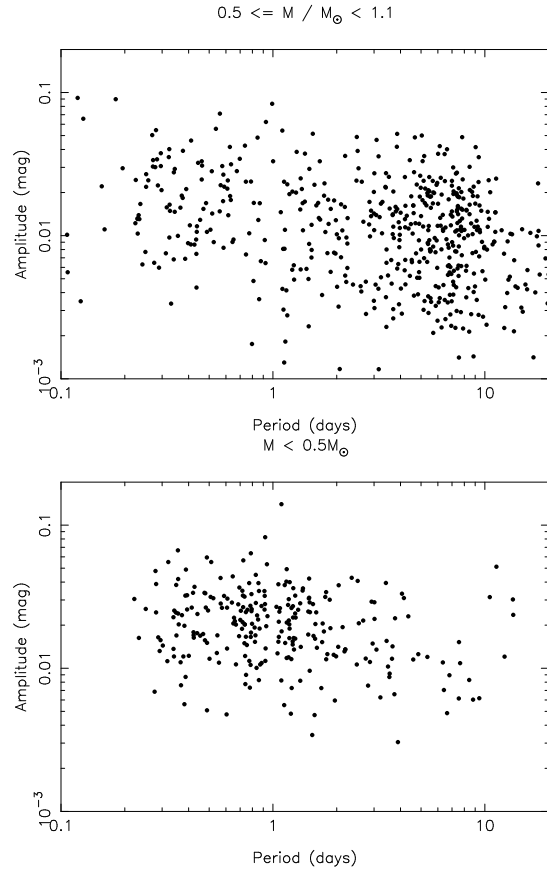 0.5 <= M / M☉ < 1.1
0.1
0.01
10⁻³
Amplitude (mag)
0.1
1
10
Period (days)
M < 0.5M☉
0.1
0.01
10⁻³
Amplitude (mag)
0.1
1
10
Period (days)